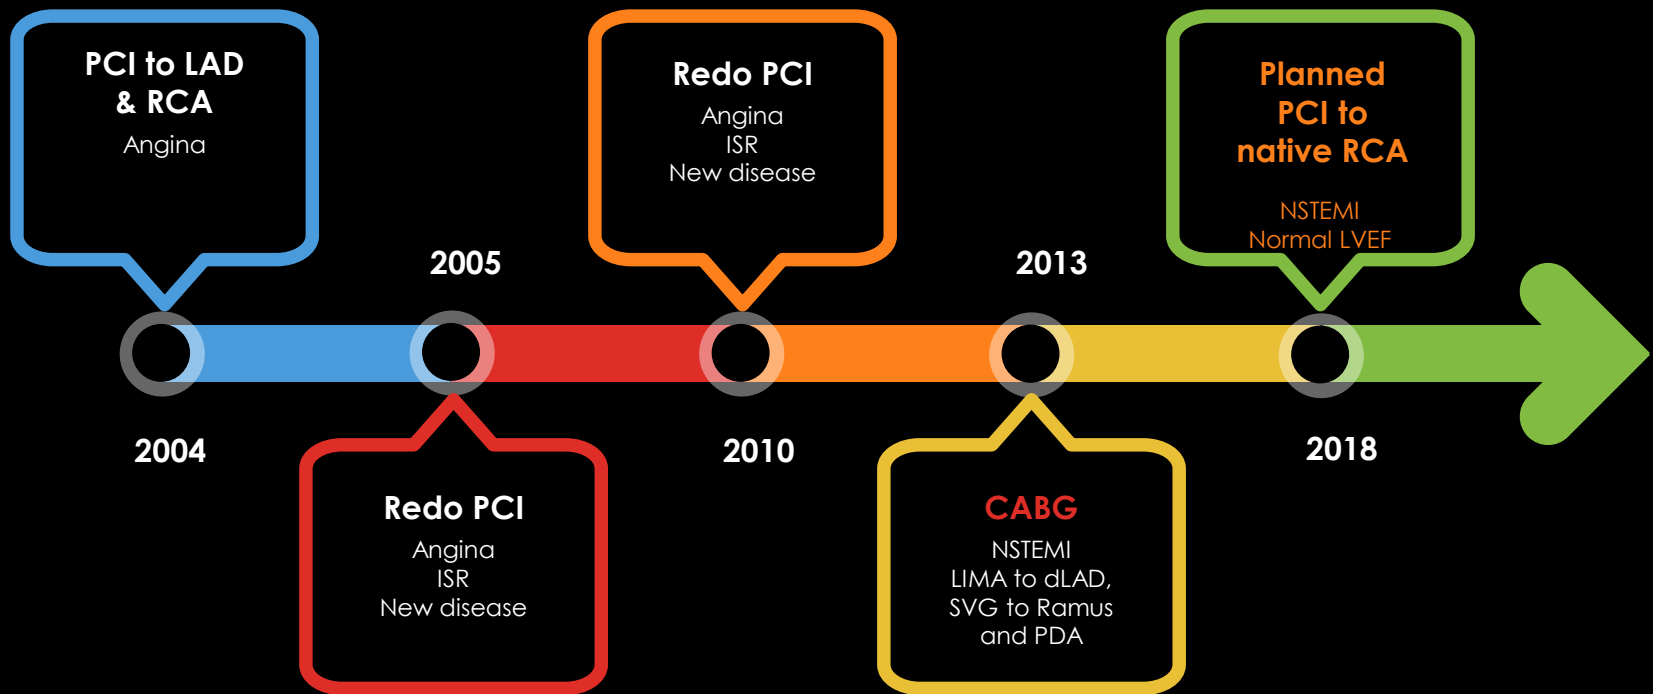 PCI to LAD
& RCA
Angina
2004
2005
Redo PCI
Angina
ISR
New disease
Redo PCI
Angina
ISR
New disease
2010
2013
CABG
NSTEMI
LIMA to dLAD,
SVG to Ramus
and PDA
Planned
PCI to
native RCA
NSTEMI
Normal LVEF
2018